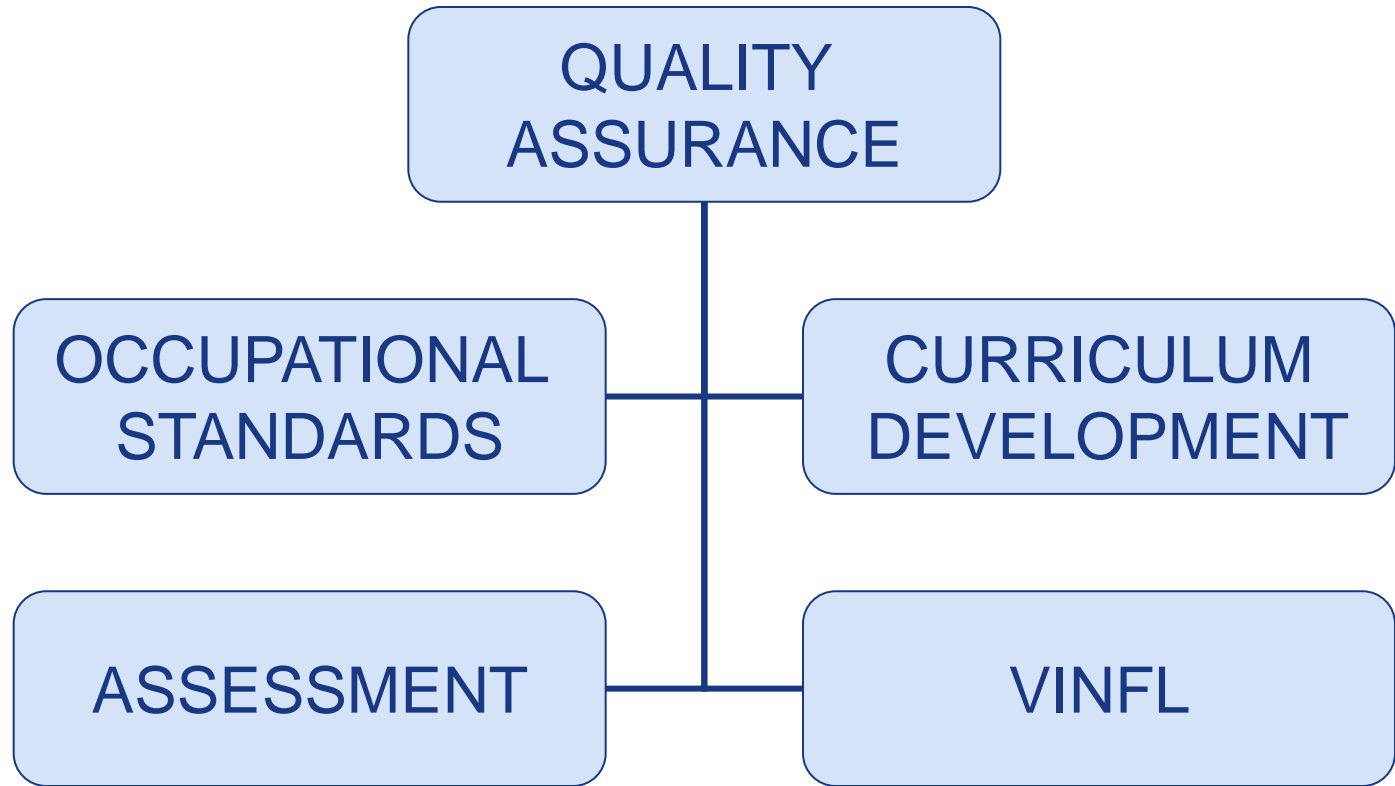 QUALITY
ASSURANCE
OCCUPATIONAL
STANDARDS
CURRICULUM
DEVELOPMENT
ASSESSMENT
VINFL